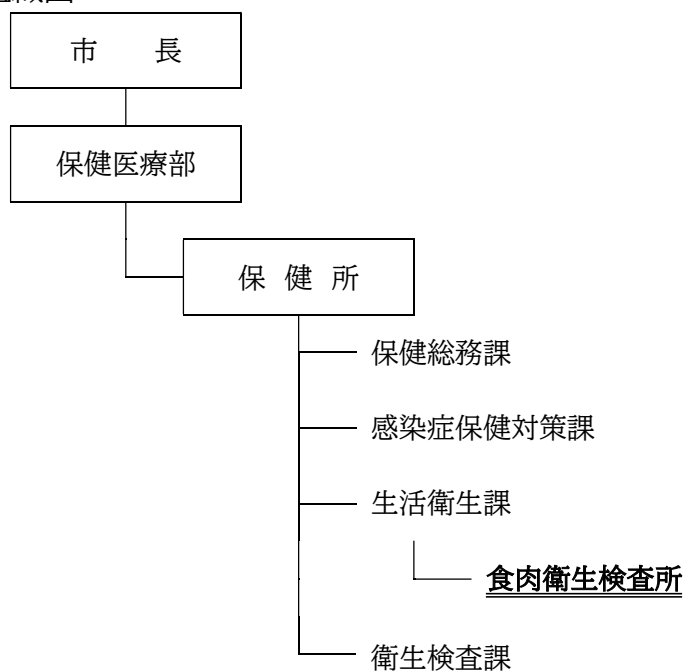 市　　長
保健医療部
保 健 所
保健総務課
感染症保健対策課
生活衛生課
食肉衛生検査所
衛生検査課